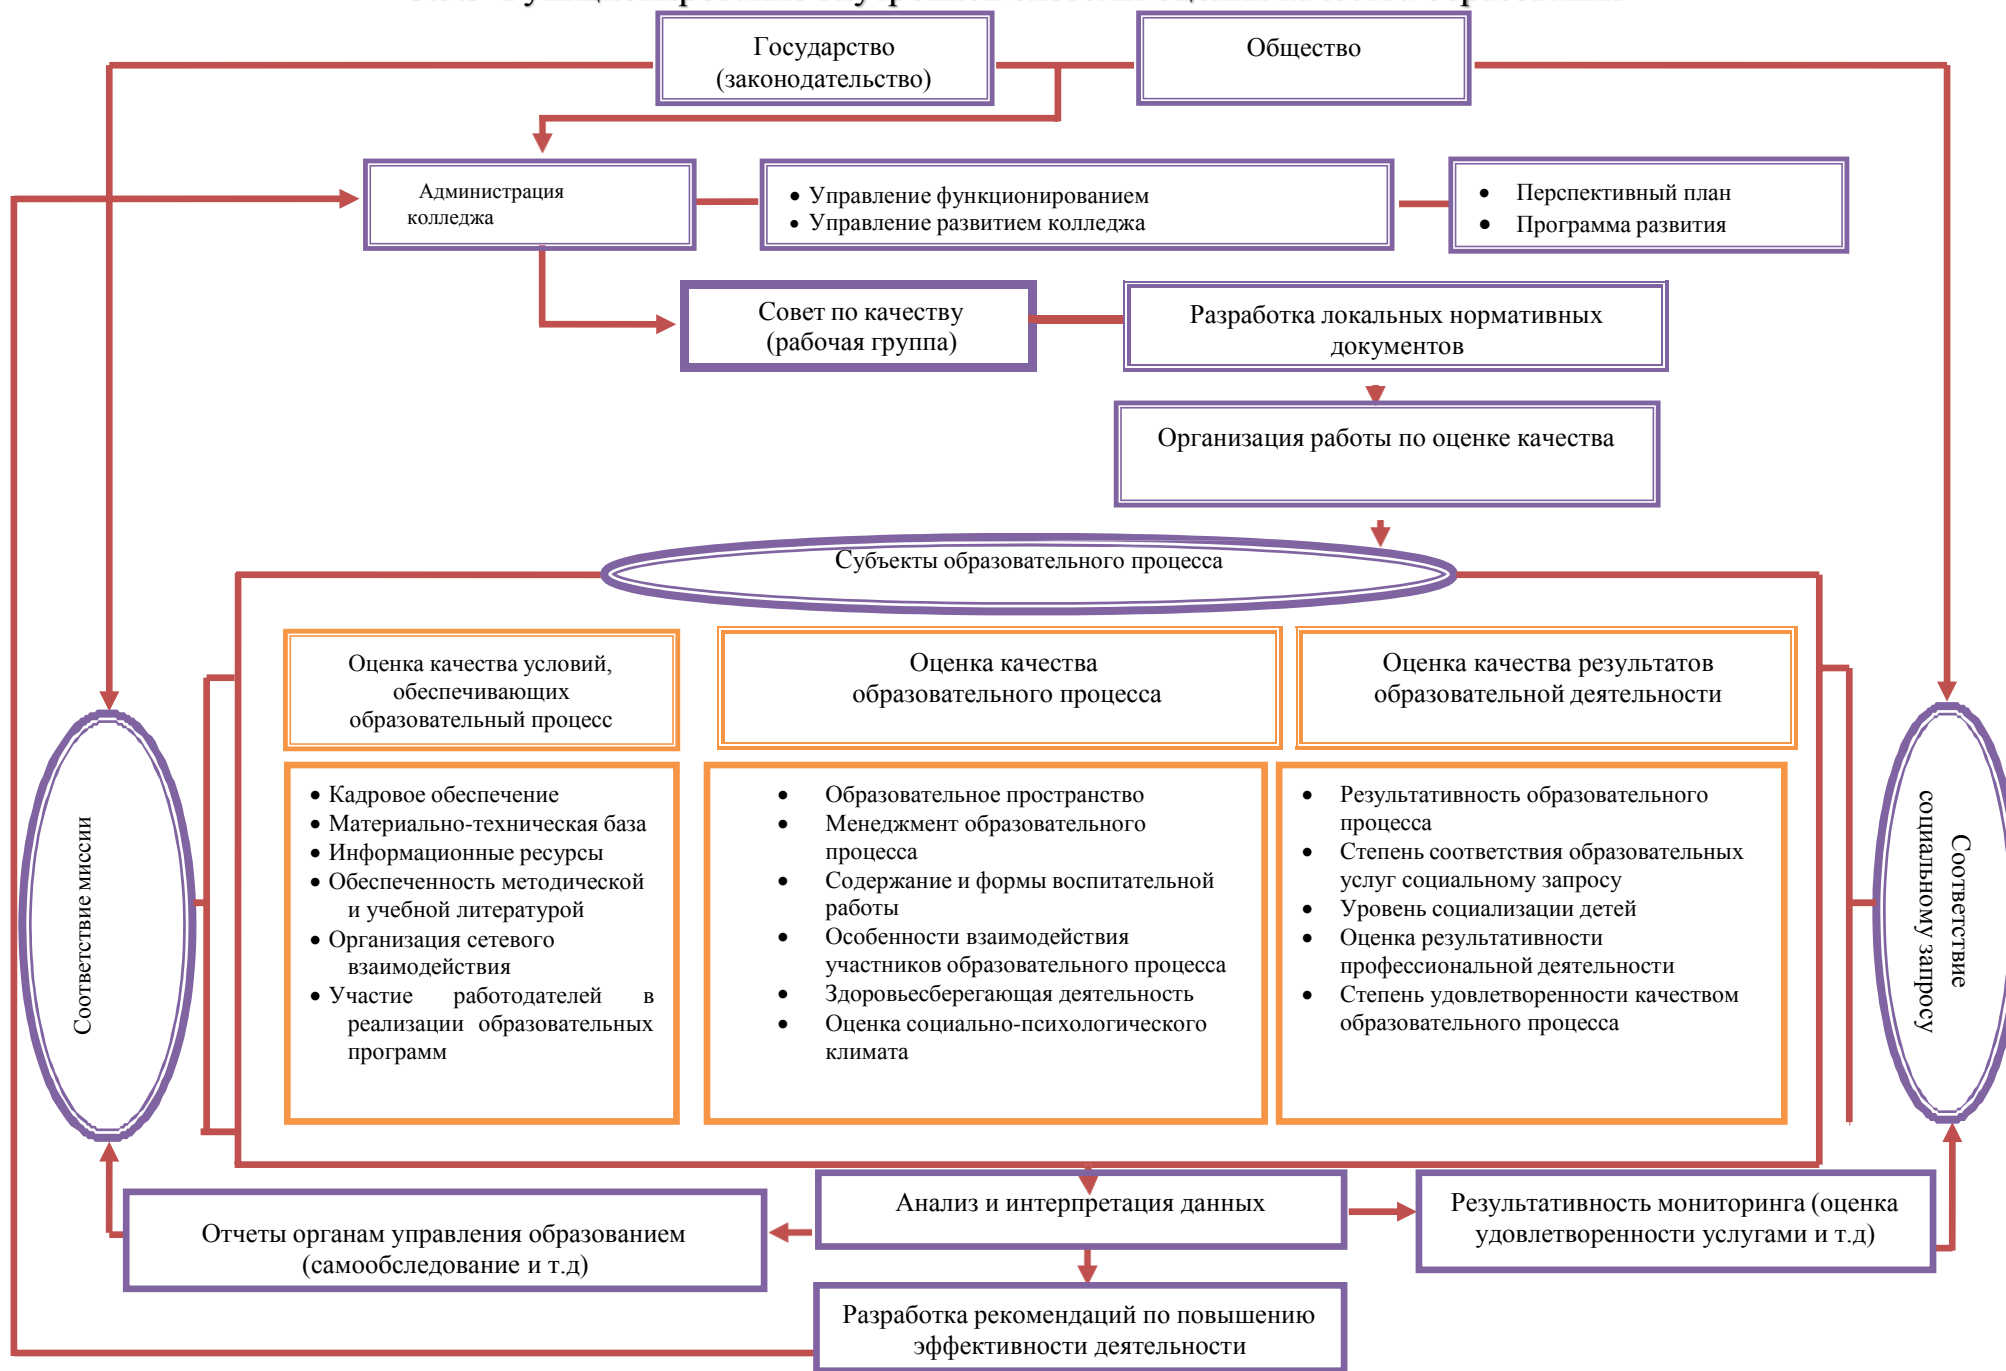 Государство
(законодательство)
Общество
Администрация
колледжа
• Управление функционированием
• Управление развитием колледжа
• Перспективный план
• Программа развития
Совет по качеству
(рабочая группа)
Разработка локальных нормативных
документов
Организация работы по оценке качества
Субъекты образовательного процесса
Оценка качества условий,
обеспечивающих
образовательный процесс
Оценка качества
образовательного процесса
Оценка качества результатов
образовательной деятельности
Соответствие миссии
• Кадровое обеспечение
• Материально-техническая база
• Информационные ресурсы
• Обеспеченность методической
и учебной литературой
• Организация сетевого
взаимодействия
• Участие работодателей в
реализации образовательных
программ
• Образовательное пространство
• Менеджмент образовательного
процесса
• Содержание и формы воспитательной
работы
• Особенности взаимодействия
участников образовательного процесса
• Здоровьесберегающая деятельность
• Оценка социально-психологического
климата
• Результативность образовательного
процесса
• Степень соответствия образовательных
услуг социальному запросу
• Уровень социализации детей
• Оценка результативности
профессиональной деятельности
• Степень удовлетворенности качеством
образовательного процесса
Соответствие
социальному запросу
Анализ и интерпретация данных
Отчеты органам управления образованием
(самообследование и т.д)
Результативность мониторинга (оценка
удовлетворенности услугами и т.д)
Разработка рекомендаций по повышению
эффективности деятельности